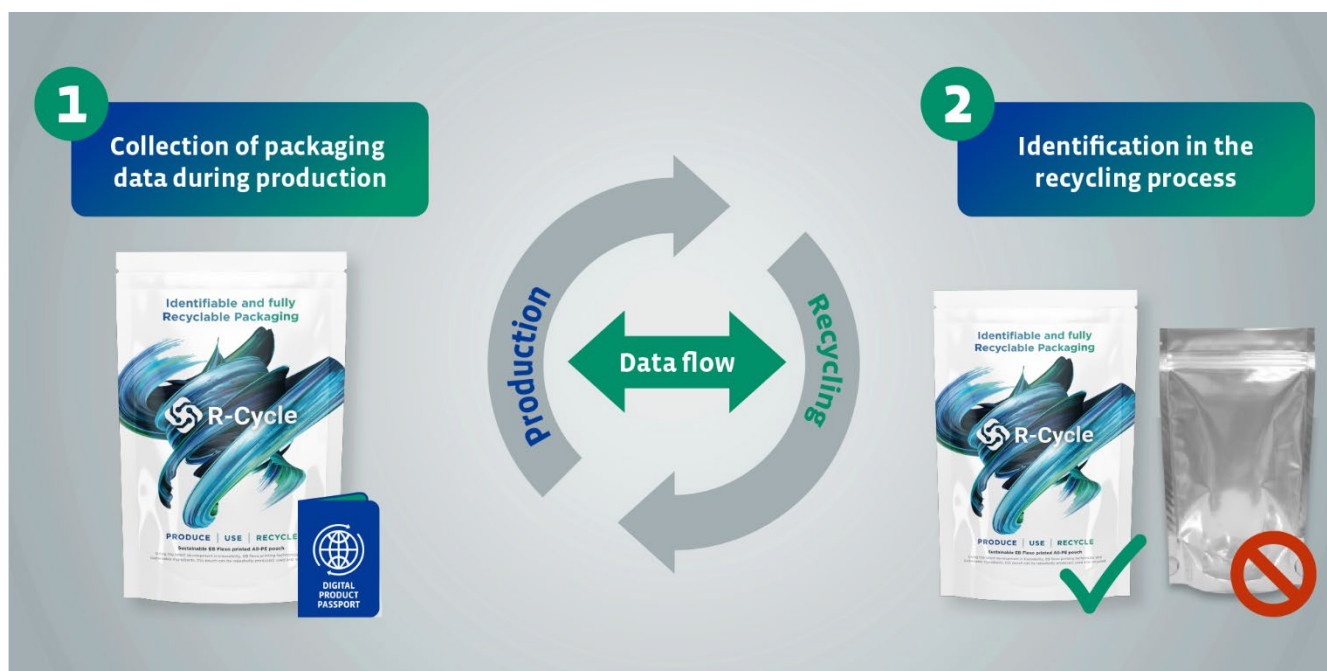 1
Collection of packaging
data during production
2
Identification in the
recycling process
Identifiable and fully
Recyclable Packaging
R-Cycle
PRODUCE | USE | RECYCLE
Sustainable EB Flexo printed All-PE pouch
DIGITAL
PRODUCT
PASSPORT
Production
Data flow
Recycling
Identifiable and fully
Recyclable Packaging
R-Cycle
PRODUCE | USE | RECYCLE
Sustainable EB Flexo printed All-PE pouch